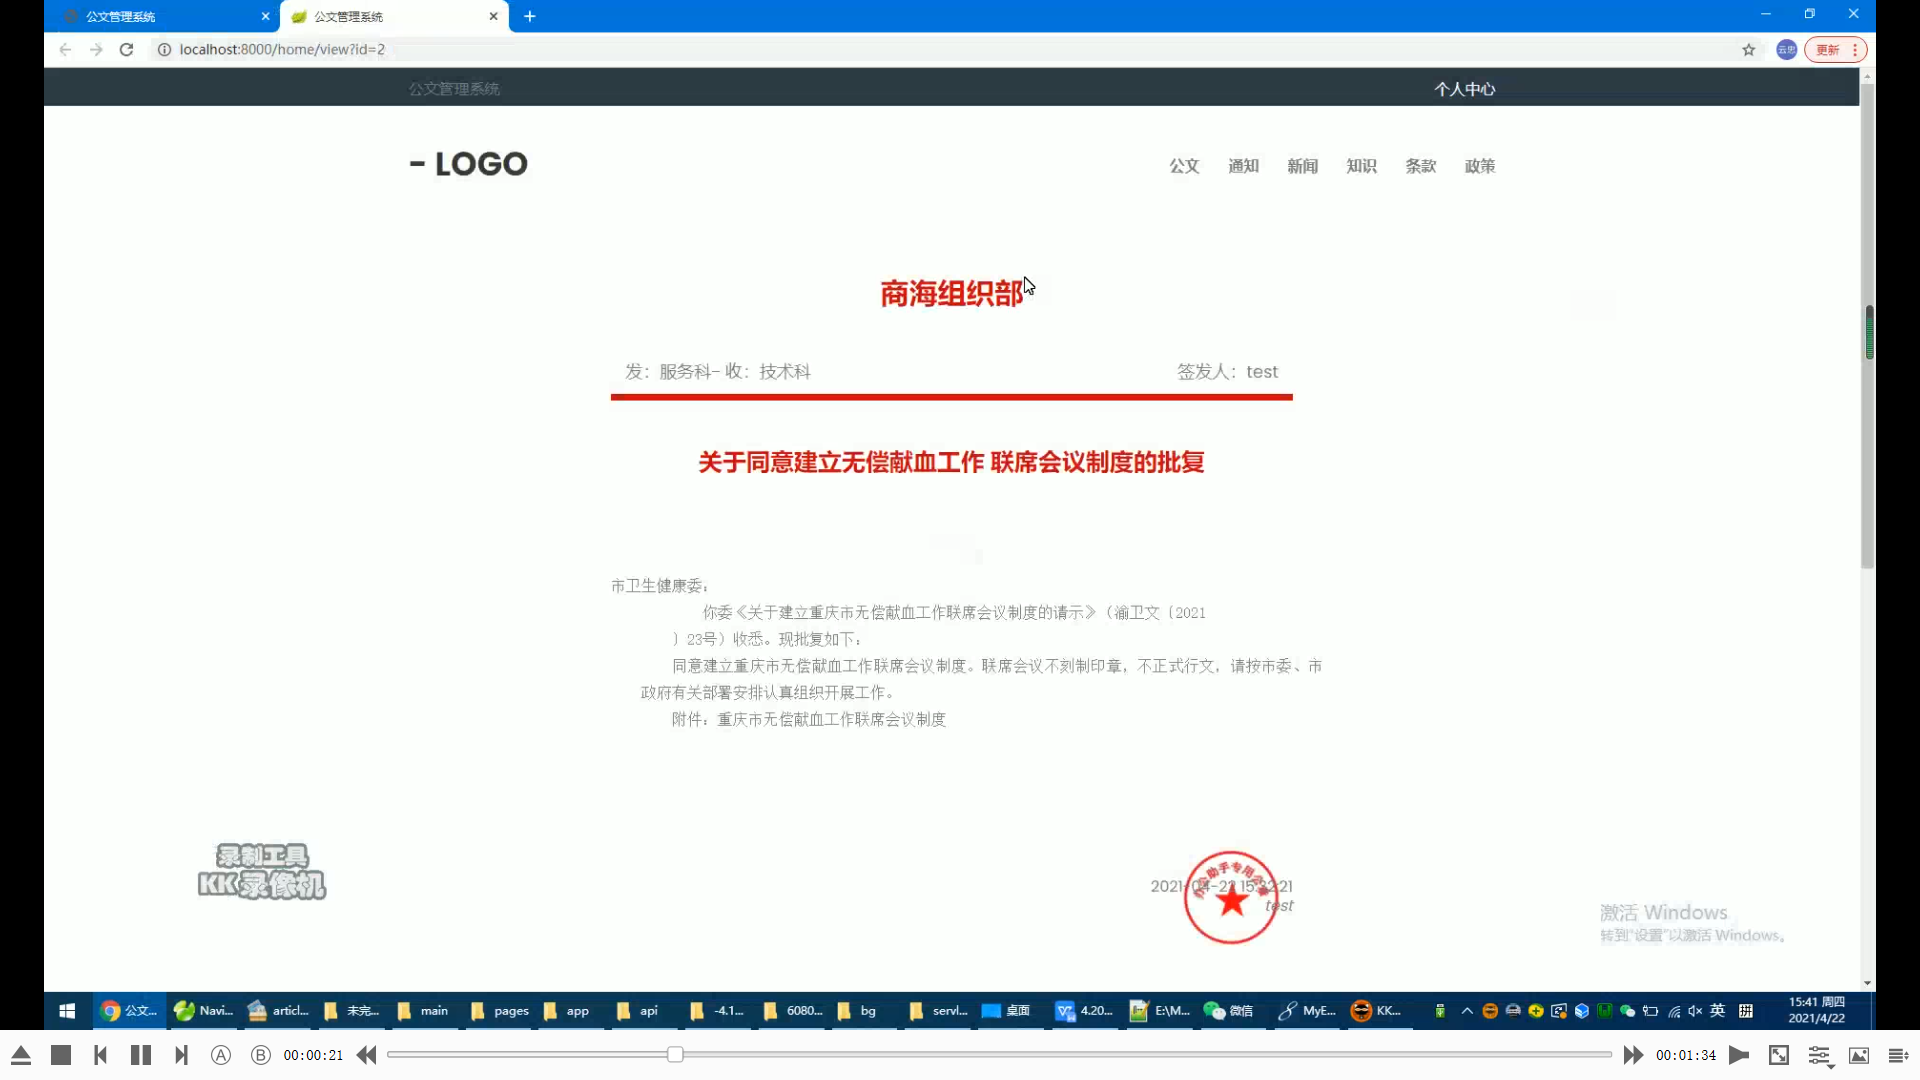 公文管理系统
公文管理系统
localhost:8000/home/view?id=2
云忠
更新
公文管理系统
个人中心
- LOGO
公文 通知 新闻 知识 条款 政策
商海组织部
发：服务科- 收：技术科
签发人：test
关于同意建立无偿献血工作 联席会议制度的批复
市卫生健康委：
你委《关于建立重庆市无偿献血工作联席会议制度的请示》（渝卫文〔2021
〕23号）收悉。现批复如下：
同意建立重庆市无偿献血工作联席会议制度。联席会议不刻制印章，不正式行文，请按市委、市
政府有关部署安排认真组织开展工作。
附件：重庆市无偿献血工作联席会议制度
录制工具
KK录像机
办公助手专用公章
2021-04-22 15:32:21
test
激活 Windows
转到"设置"以激活 Windows。
公文... Navi... articl... 未完... main pages app api -4.1... 6080... bg servl... 桌面 4.20... E:\M... 微信 MyE... KK... 英
15:41 周四
2021/4/22
A B 00:00:21
00:01:34